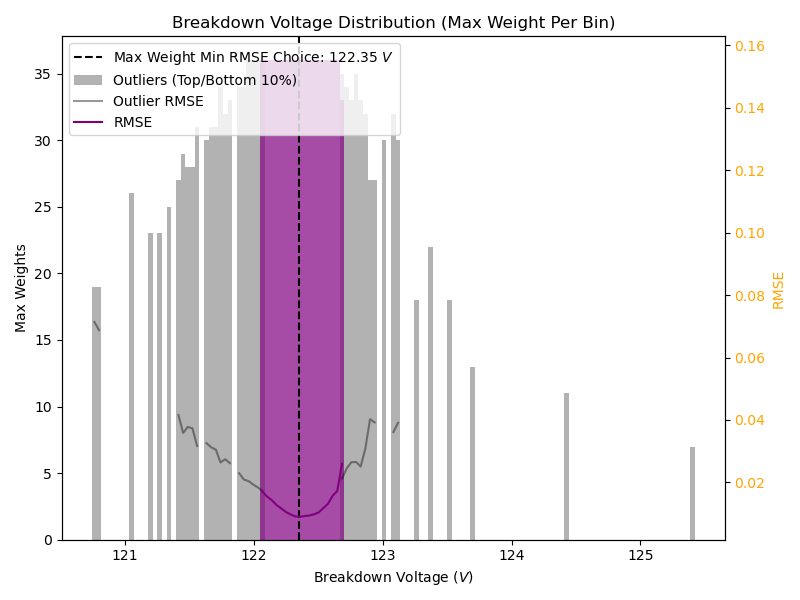 Breakdown Voltage Distribution (Max Weight Per Bin)
Max Weight Min RMSE Choice: 122.35 V
Outliers (Top/Bottom 10%)
Outlier RMSE
RMSE
Max Weights
35
30
25
20
15
10
5
0
0.16
0.14
0.12
0.10
0.08
0.06
0.04
0.02
RMSE
121
122
123
124
125
Breakdown Voltage (V)